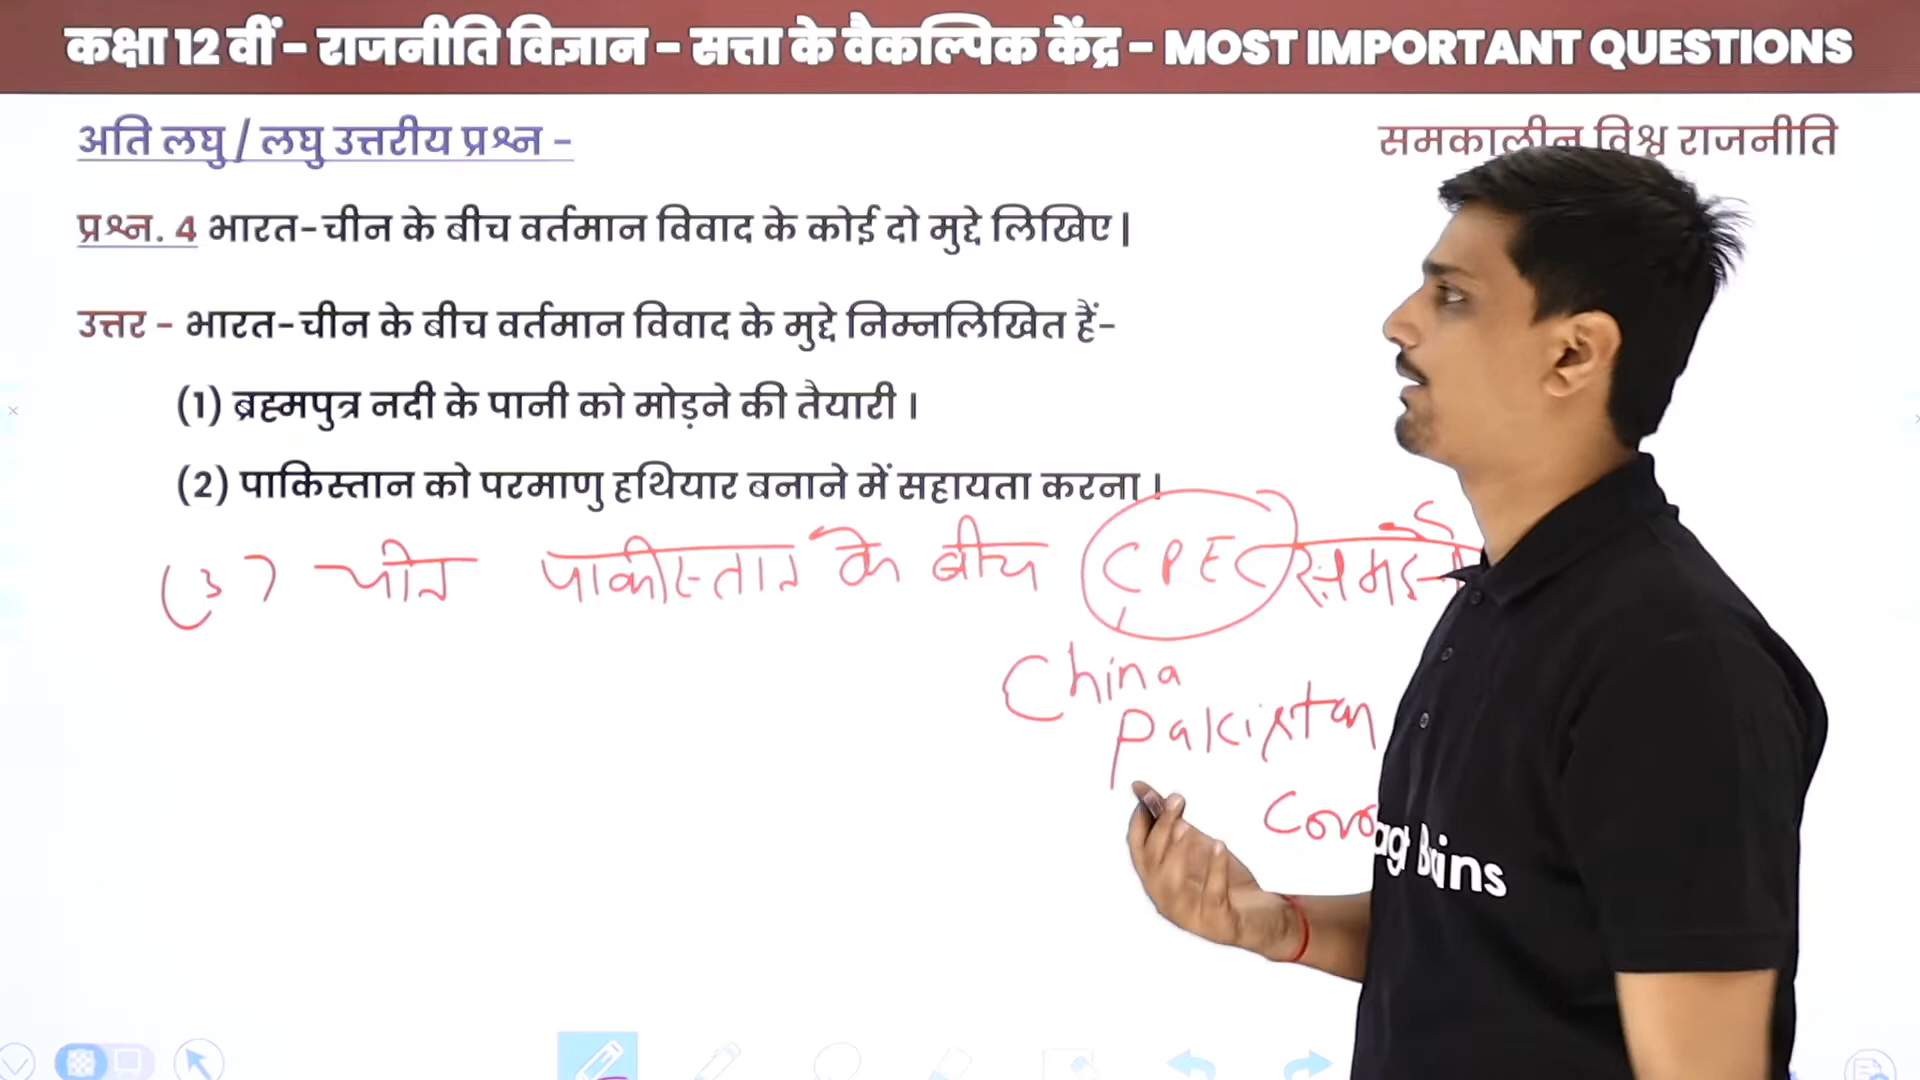 कक्षा 12 वीं - राजनीति विज्ञान - सत्ता के वैकल्पिक केंद्र - MOST IMPORTANT QUESTIONS
अति लघु / लघु उत्तरीय प्रश्न -
समकालीन विश्व राजनीति
प्रश्न. 4 भारत-चीन के बीच वर्तमान विवाद के कोई दो मुद्दे लिखिए |
उत्तर - भारत-चीन के बीच वर्तमान विवाद के मुद्दे निम्नलिखित हैं-
(1) ब्रह्मपुत्र नदी के पानी को मोड़ने की तैयारी ।
(2) पाकिस्तान को परमाणु हथियार बनाने में सहायता करना ।
(3) चीन पाकीस्तान के बीच CPEC
China
Pakistan